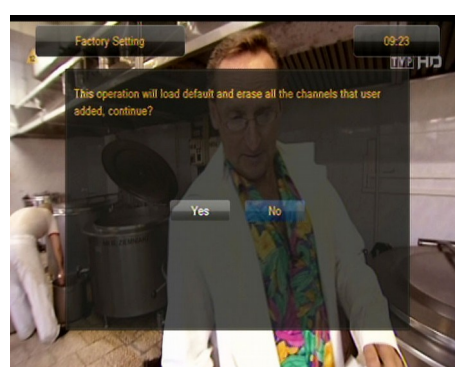 Factory Setting
09:23
TVP HD
This operation will load default and erase all the channels that user
added, continue?
Yes
No